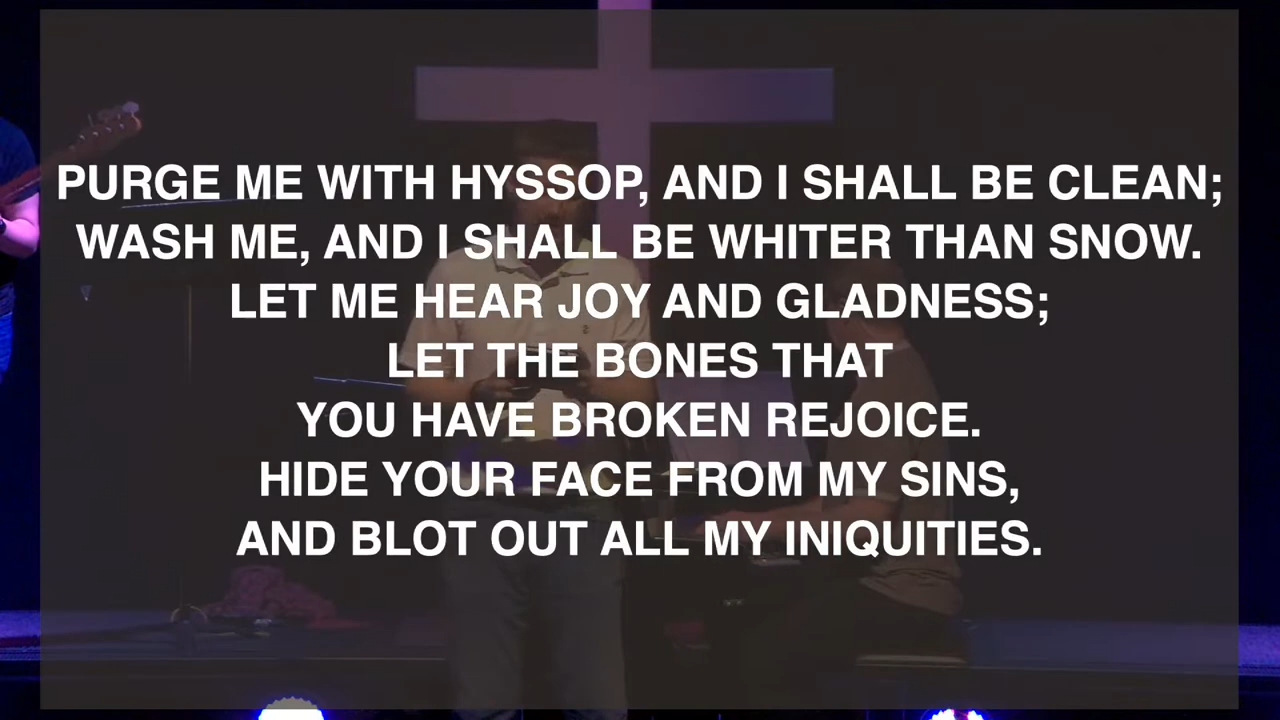 PURGE ME WITH HYSSOP, AND I SHALL BE CLEAN;
WASH ME, AND I SHALL BE WHITER THAN SNOW.
LET ME HEAR JOY AND GLADNESS;
LET THE BONES THAT
YOU HAVE BROKEN REJOICE.
HIDE YOUR FACE FROM MY SINS,
AND BLOT OUT ALL MY INIQUITIES.